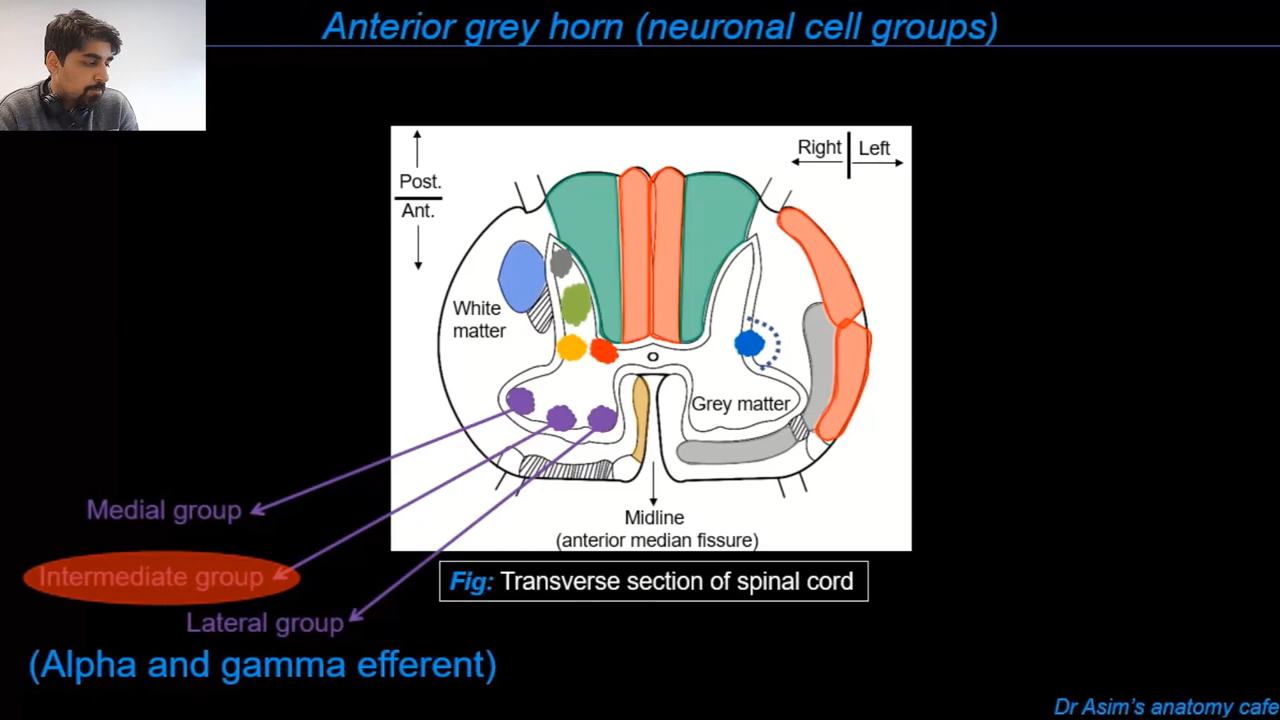 Anterior grey horn (neuronal cell groups)
Right
Left
Post.
Ant.
White
matter
Grey matter
Medial group
Midline
(anterior median fissure)
Intermediate group
Fig: Transverse section of spinal cord
Lateral group
(Alpha and gamma efferent)
Dr Asim's anatomy cafe